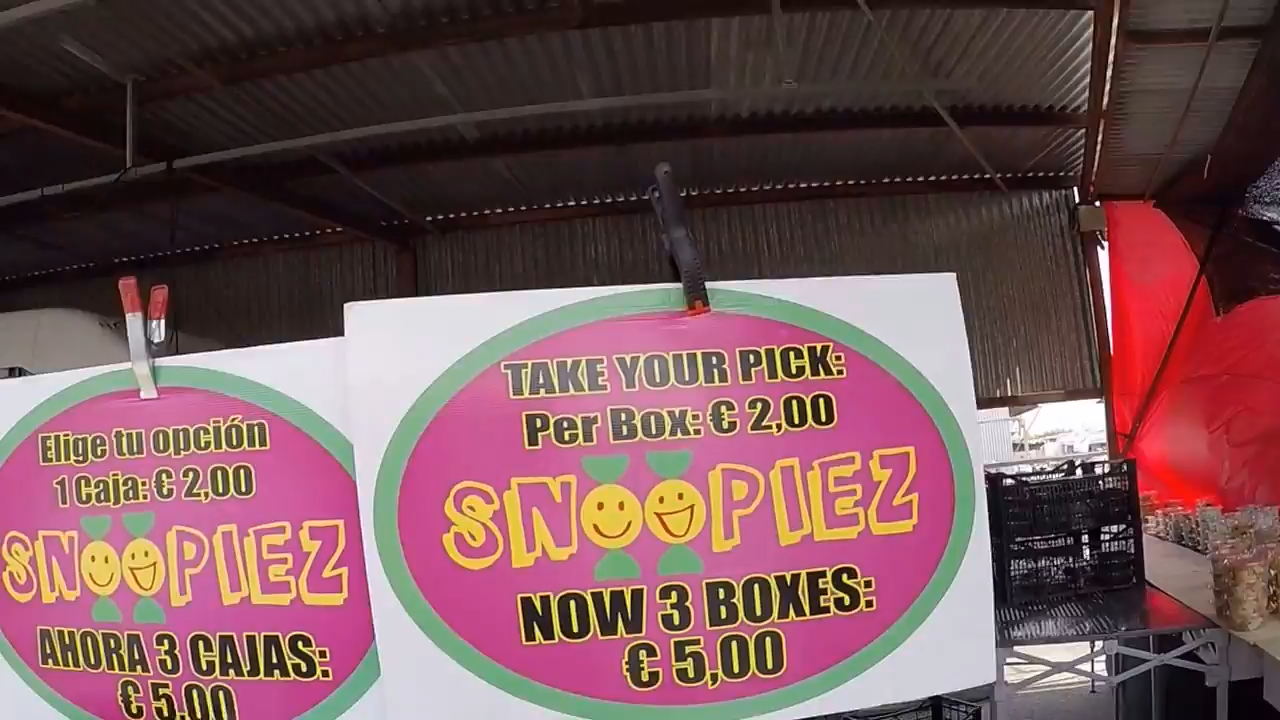 Elige tu opción
1 Caja: € 2,00
SNOOPIEZ
AHORA 3 CAJAS:
€ 5,00
TAKE YOUR PICK:
Per Box: € 2,00
SNOOPIEZ
NOW 3 BOXES:
€ 5,00